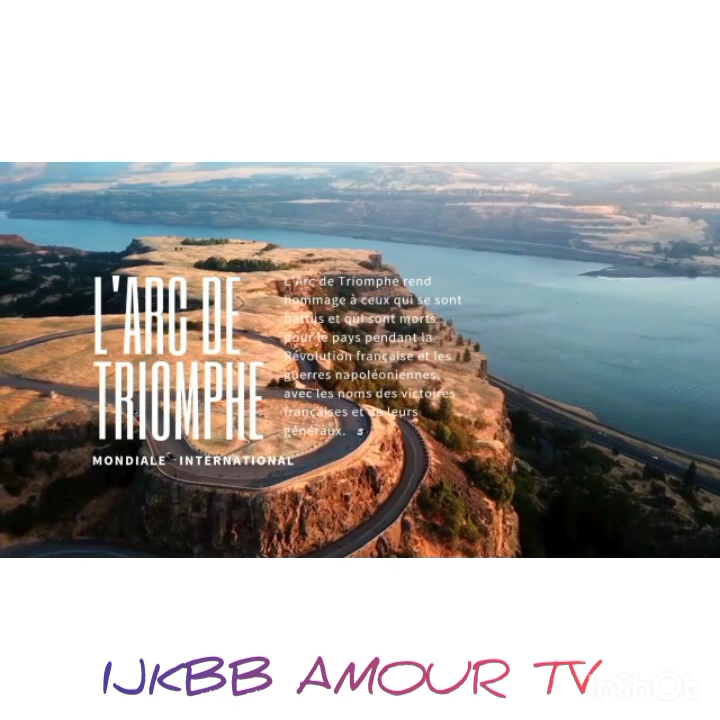 L'ARC DE
TRIOMPHE
MONDIALE INTERNATIONAL
L'Arc de Triomphe rend
hommage à ceux qui se sont
battus et qui sont morts
pour le pays pendant la
Révolution française et les
guerres napoléoniennes,
avec les noms des victoires
françaises et de leurs
généraux.
IJKBB AMOUR TV
InShOt